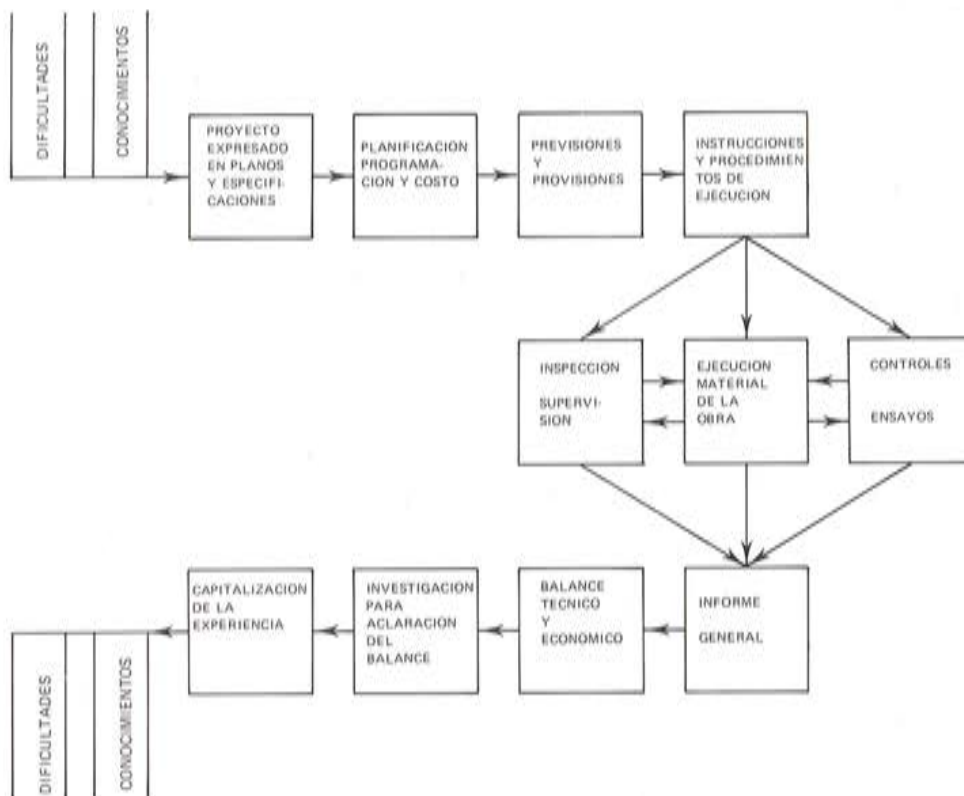 DIFICULTADES
CONOCIMIENTOS
PROYECTO
EXPRESADO
EN PLANOS
Y ESPECIFI-
CACIONES
PLANIFICACION
PROGRAMA-
CION Y COSTO
PREVISIONES
Y
PROVISIONES
INSTRUCCIONES
Y PROCEDIMIEN
TOS DE
EJECUCION
INSPECCION
SUPERVI-
SION
EJECUCION
MATERIAL
DE LA
OBRA
CONTROLES
ENSAYOS
CAPITALIZACION
DE LA
EXPERIENCIA
INVESTIGACION
PARA
ACLARACION
DEL
BALANCE
BALANCE
TECNICO
Y
ECONOMICO
INFORME
GENERAL
DIFICULTADES
CONOCIMIENTOS